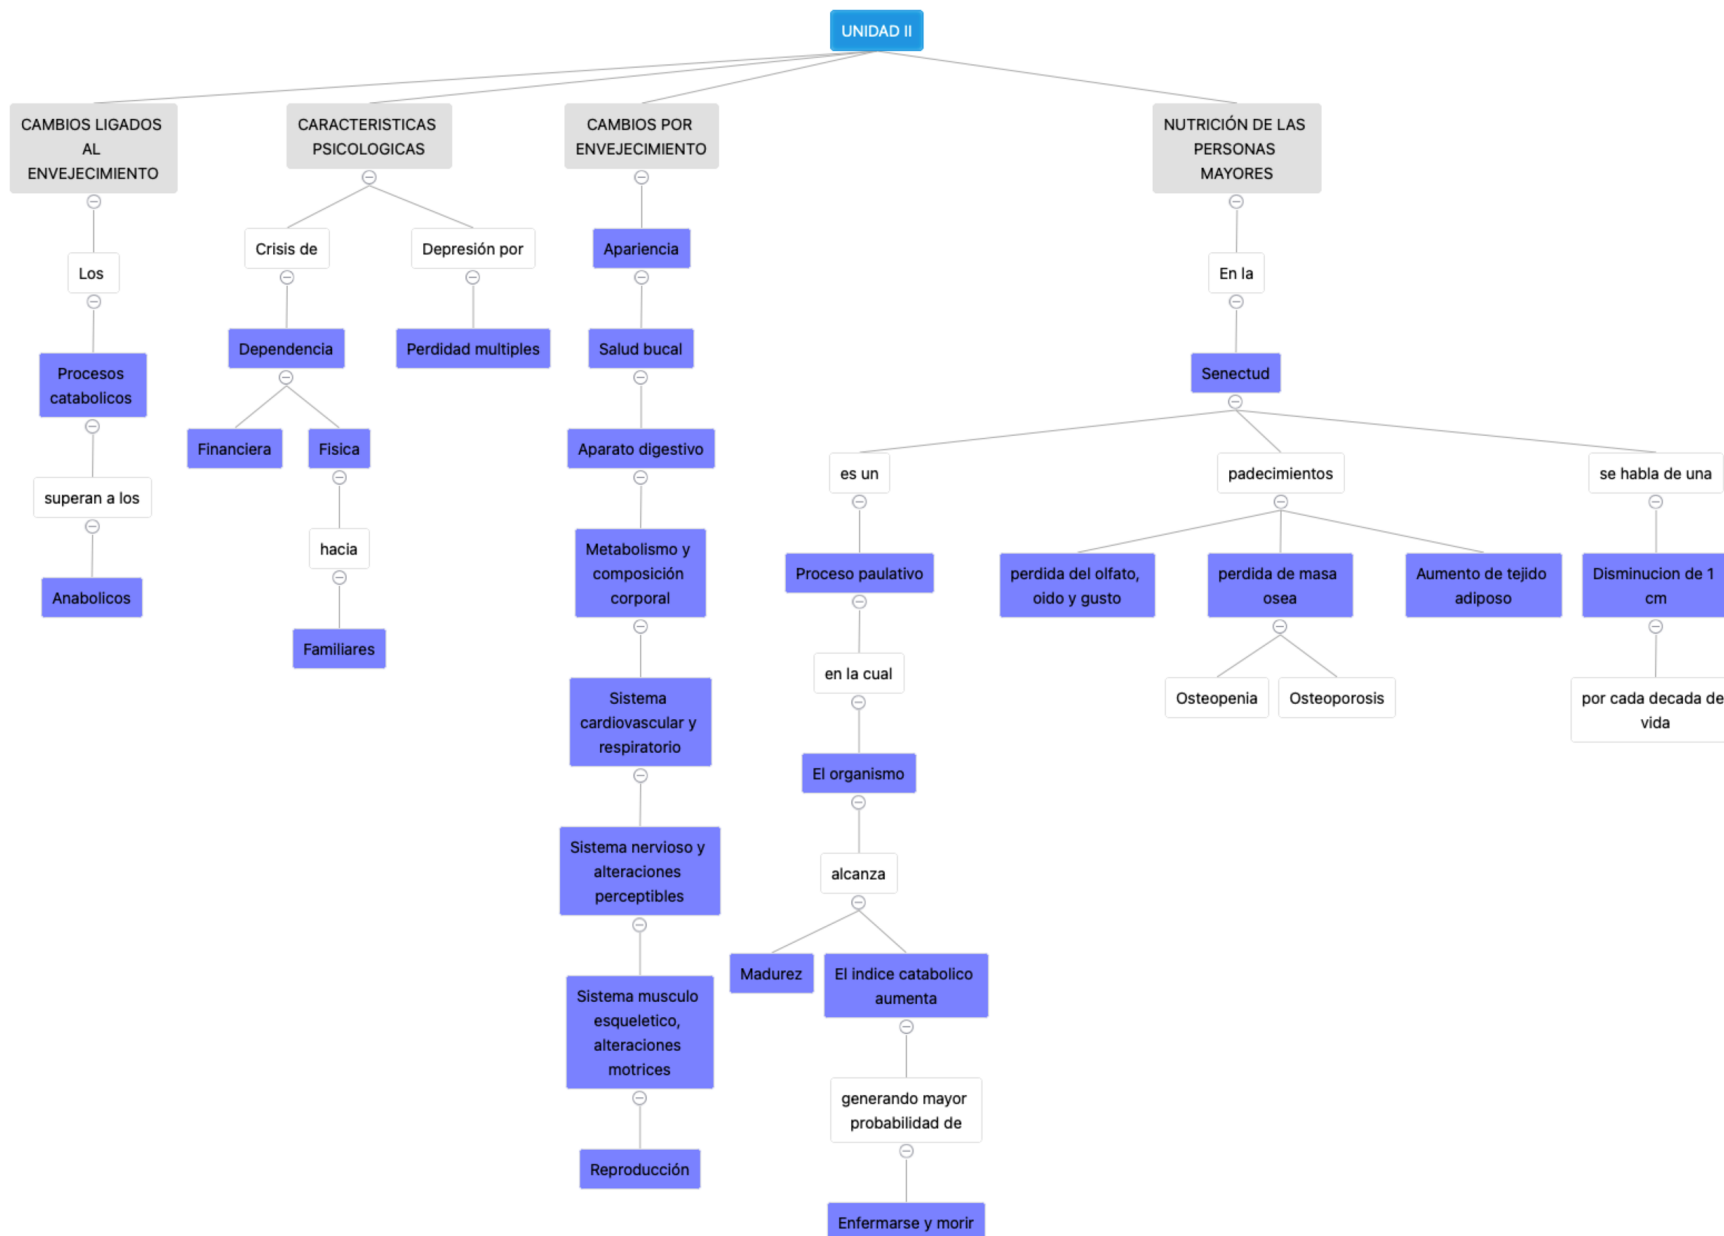 UNIDAD II
CAMBIOS LIGADOS
AL
ENVEJECIMIENTO
Los
Procesos
catabolicos
superan a los
Anabolicos
CARACTERISTICAS
PSICOLOGICAS
Crisis de
Dependencia
Financiera
Fisica
hacia
Familiares
Depresión por
Perdidad multiples
CAMBIOS POR
ENVEJECIMIENTO
Apariencia
Salud bucal
Aparato digestivo
Metabolismo y
composición
corporal
Sistema
cardiovascular y
respiratorio
Sistema nervioso y
alteraciones
perceptibles
Sistema musculo
esqueletico,
alteraciones
motrices
Reproducción
NUTRICIÓN DE LAS
PERSONAS
MAYORES
En la
Senectud
es un
Proceso paulativo
en la cual
El organismo
alcanza
Madurez
El indice catabolico
aumenta
generando mayor
probabilidad de
Enfermarse y morir
padecimientos
perdida del olfato,
oido y gusto
perdida de masa
osea
Osteopenia
Osteoporosis
Aumento de tejido
adiposo
se habla de una
Disminucion de 1
cm
por cada decada de
vida